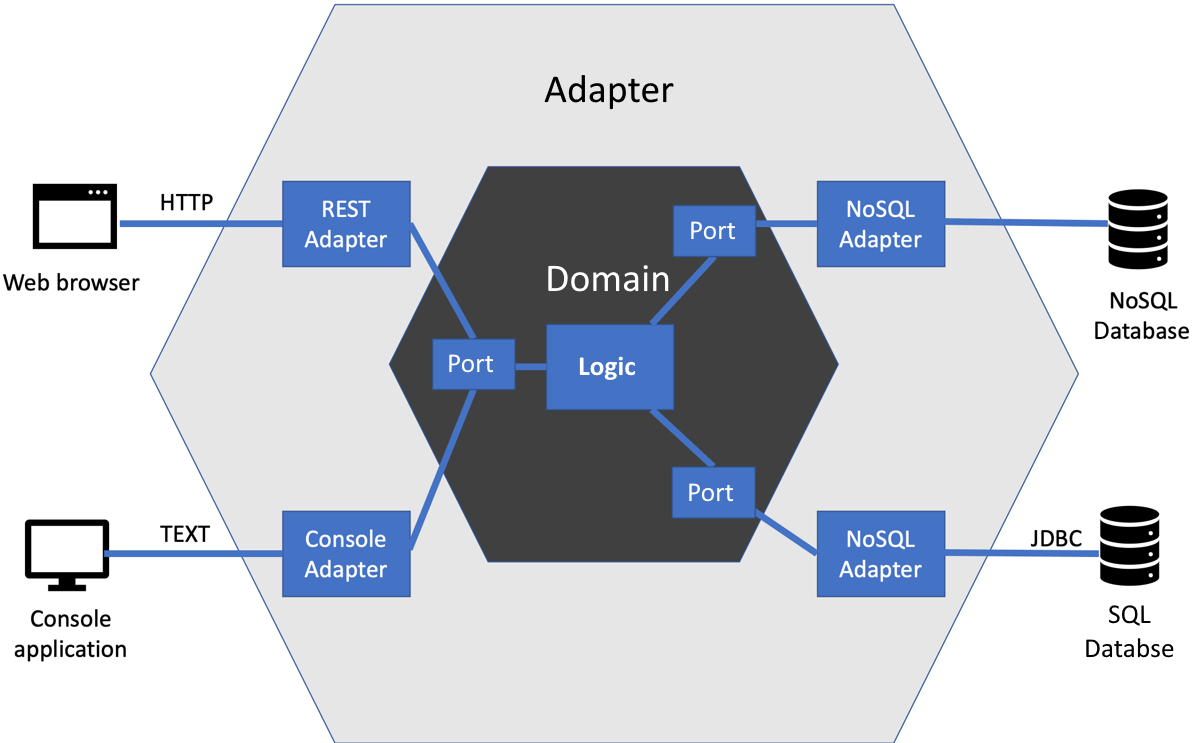 Adapter
HTTP
REST
Adapter
Web browser
Port
NoSQL
Adapter
NoSQL
Database
Domain
Port
Logic
Port
TEXT
Console
Adapter
Console
application
NoSQL
Adapter
JDBC
SQL
Databse